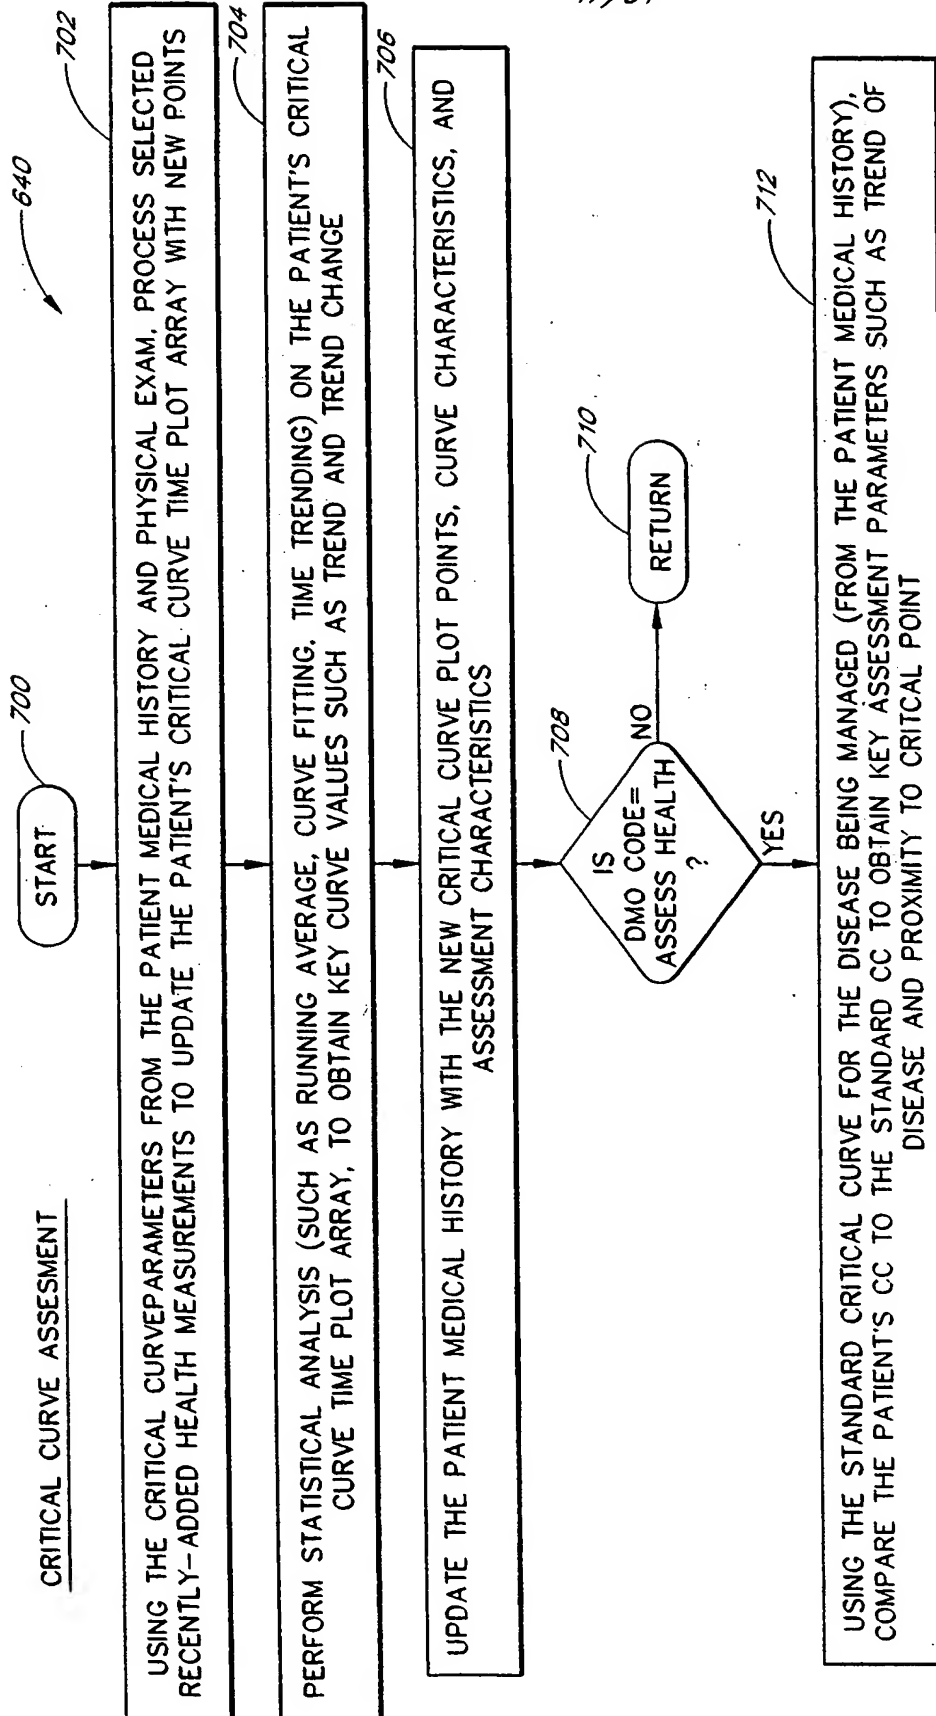 CRITICAL CURVE ASSESMENT
640
START
700
702
USING THE CRITICAL CURVEPARAMETERS FROM THE PATIENT MEDICAL HISTORY AND PHYSICAL EXAM, PROCESS SELECTED
RECENTLY-ADDED HEALTH MEASUREMENTS TO UPDATE THE PATIENT'S CRITICAL CURVE TIME PLOT ARRAY WITH NEW POINTS
704
PERFORM STATISTICAL ANALYSIS (SUCH AS RUNNING AVERAGE, CURVE FITTING, TIME TRENDING) ON THE PATIENT'S CRITICAL
CURVE TIME PLOT ARRAY, TO OBTAIN KEY CURVE VALUES SUCH AS TREND AND TREND CHANGE
706
UPDATE THE PATIENT MEDICAL HISTORY WITH THE NEW CRITICAL CURVE PLOT POINTS, CURVE CHARACTERISTICS, AND
ASSESSMENT CHARACTERISTICS
708
IS
DMO CODE=
ASSESS HEALTH
?
NO
710
RETURN
YES
712
USING THE STANDARD CRITICAL CURVE FOR THE DISEASE BEING MANAGED (FROM THE PATIENT MEDICAL HISTORY),
COMPARE THE PATIENT'S CC TO THE STANDARD CC TO OBTAIN KEY ASSESSMENT PARAMETERS SUCH AS TREND OF
DISEASE AND PROXIMITY TO CRITCAL POINT